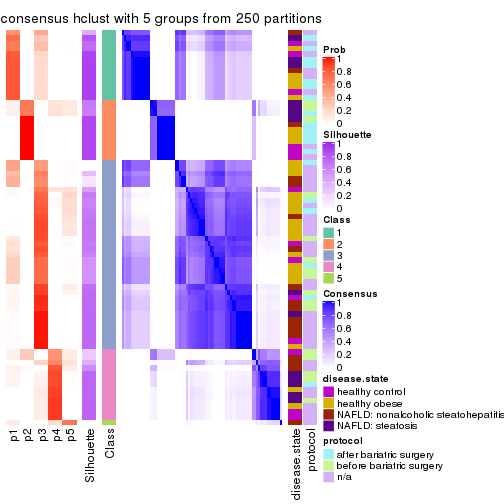 consensus hclust with 5 groups from 250 partitions
Prob
1
0.8
0.6
0.4
0.2
0
Silhouette
1
0.8
0.6
0.4
0.2
0
Class
1
2
3
4
5
Consensus
1
0.8
0.6
0.4
0.2
0
disease.state
healthy control
healthy obese
NAFLD: nonalcoholic steatohepatitis
NAFLD: steatosis
protocol
after bariatric surgery
before bariatric surgery
n/a
p1
p2
p3
p4
p5
Silhouette
Class
disease.state
protocol